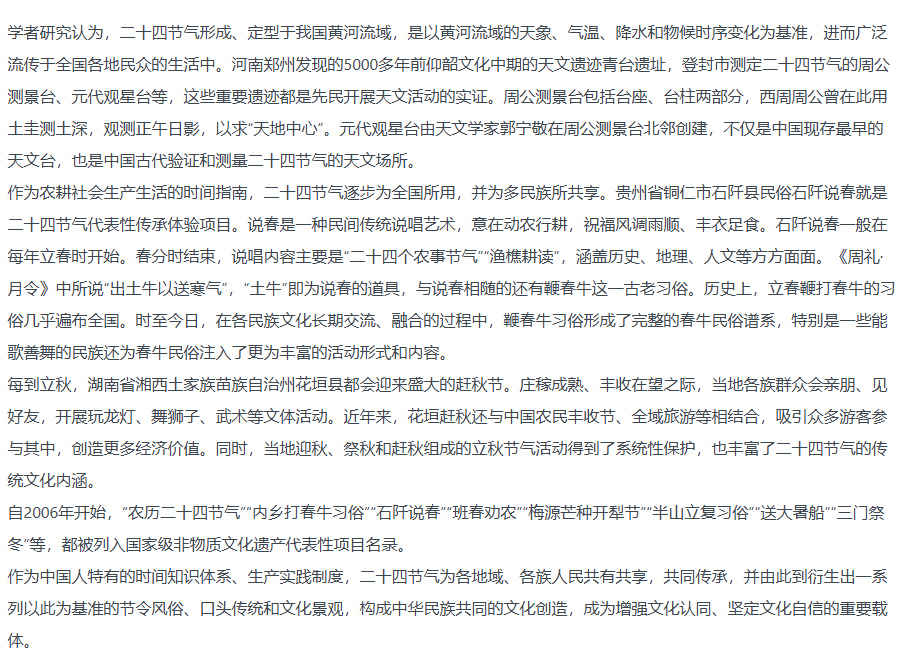 学者研究认为，二十四节气形成、定型于我国黄河流域，是以黄河流域的天象、气温、降水和物候时序变化为基准，进而广泛
流传于全国各地民众的生活中。河南郑州发现的5000多年前仰韶文化中期的天文遗迹青台遗址，登封市测定二十四节气的周公
测景台、元代观星台等，这些重要遗迹都是先民开展天文活动的实证。周公测景台包括台座、台柱两部分，西周周公曾在此用
土圭测土深，观测正午日影，以求“天地中心”。元代观星台由天文学家郭宁敬在周公测景台北邻创建，不仅是中国现存最早的
天文台，也是中国古代验证和测量二十四节气的天文场所。
作为农耕社会生产生活的时间指南，二十四节气逐步为全国所用，并为多民族所共享。贵州省铜仁市石阡县民俗石阡说春就是
二十四节气代表性传承体验项目。说春是一种民间传统说唱艺术，意在动农行耕，祝福风调雨顺、丰衣足食。石阡说春一般在
每年立春时开始。春分时结束，说唱内容主要是“二十四个农事节气”“渔樵耕读”，涵盖历史、地理、人文等方方面面。《周礼·
月令》中所说“出土牛以送寒气”，“土牛”即为说春的道具，与说春相随的还有鞭春牛这一古老习俗。历史上，立春鞭打春牛的习
俗几乎遍布全国。时至今日，在各民族文化长期交流、融合的过程中，鞭春牛习俗形成了完整的春牛民俗谱系，特别是一些能
歌善舞的民族还为春牛民俗注入了更为丰富的活动形式和内容。
每到立秋，湖南省湘西土家族苗族自治州花垣县都会迎来盛大的赶秋节。庄稼成熟、丰收在望之际，当地各族群众会亲朋、见
好友，开展玩龙灯、舞狮子、武术等文体活动。近年来，花垣赶秋还与中国农民丰收节、全域旅游等相结合，吸引众多游客参
与其中，创造更多经济价值。同时，当地迎秋、祭秋和赶秋组成的立秋节气活动得到了系统性保护，也丰富了二十四节气的传
统文化内涵。
自2006年开始，“农历二十四节气”“内乡打春牛习俗”“石阡说春”“班春劝农”“梅源芒种开犁节”“半山立复习俗”“送大暑船”“三门祭
冬”等，都被列入国家级非物质文化遗产代表性项目名录。
作为中国人特有的时间知识体系、生产实践制度，二十四节气为各地域、各族人民共有共享，共同传承，并由此到衍生出一系
列以此为基准的节令风俗、口头传统和文化景观，构成中华民族共同的文化创造，成为增强文化认同、坚定文化自信的重要载
体。